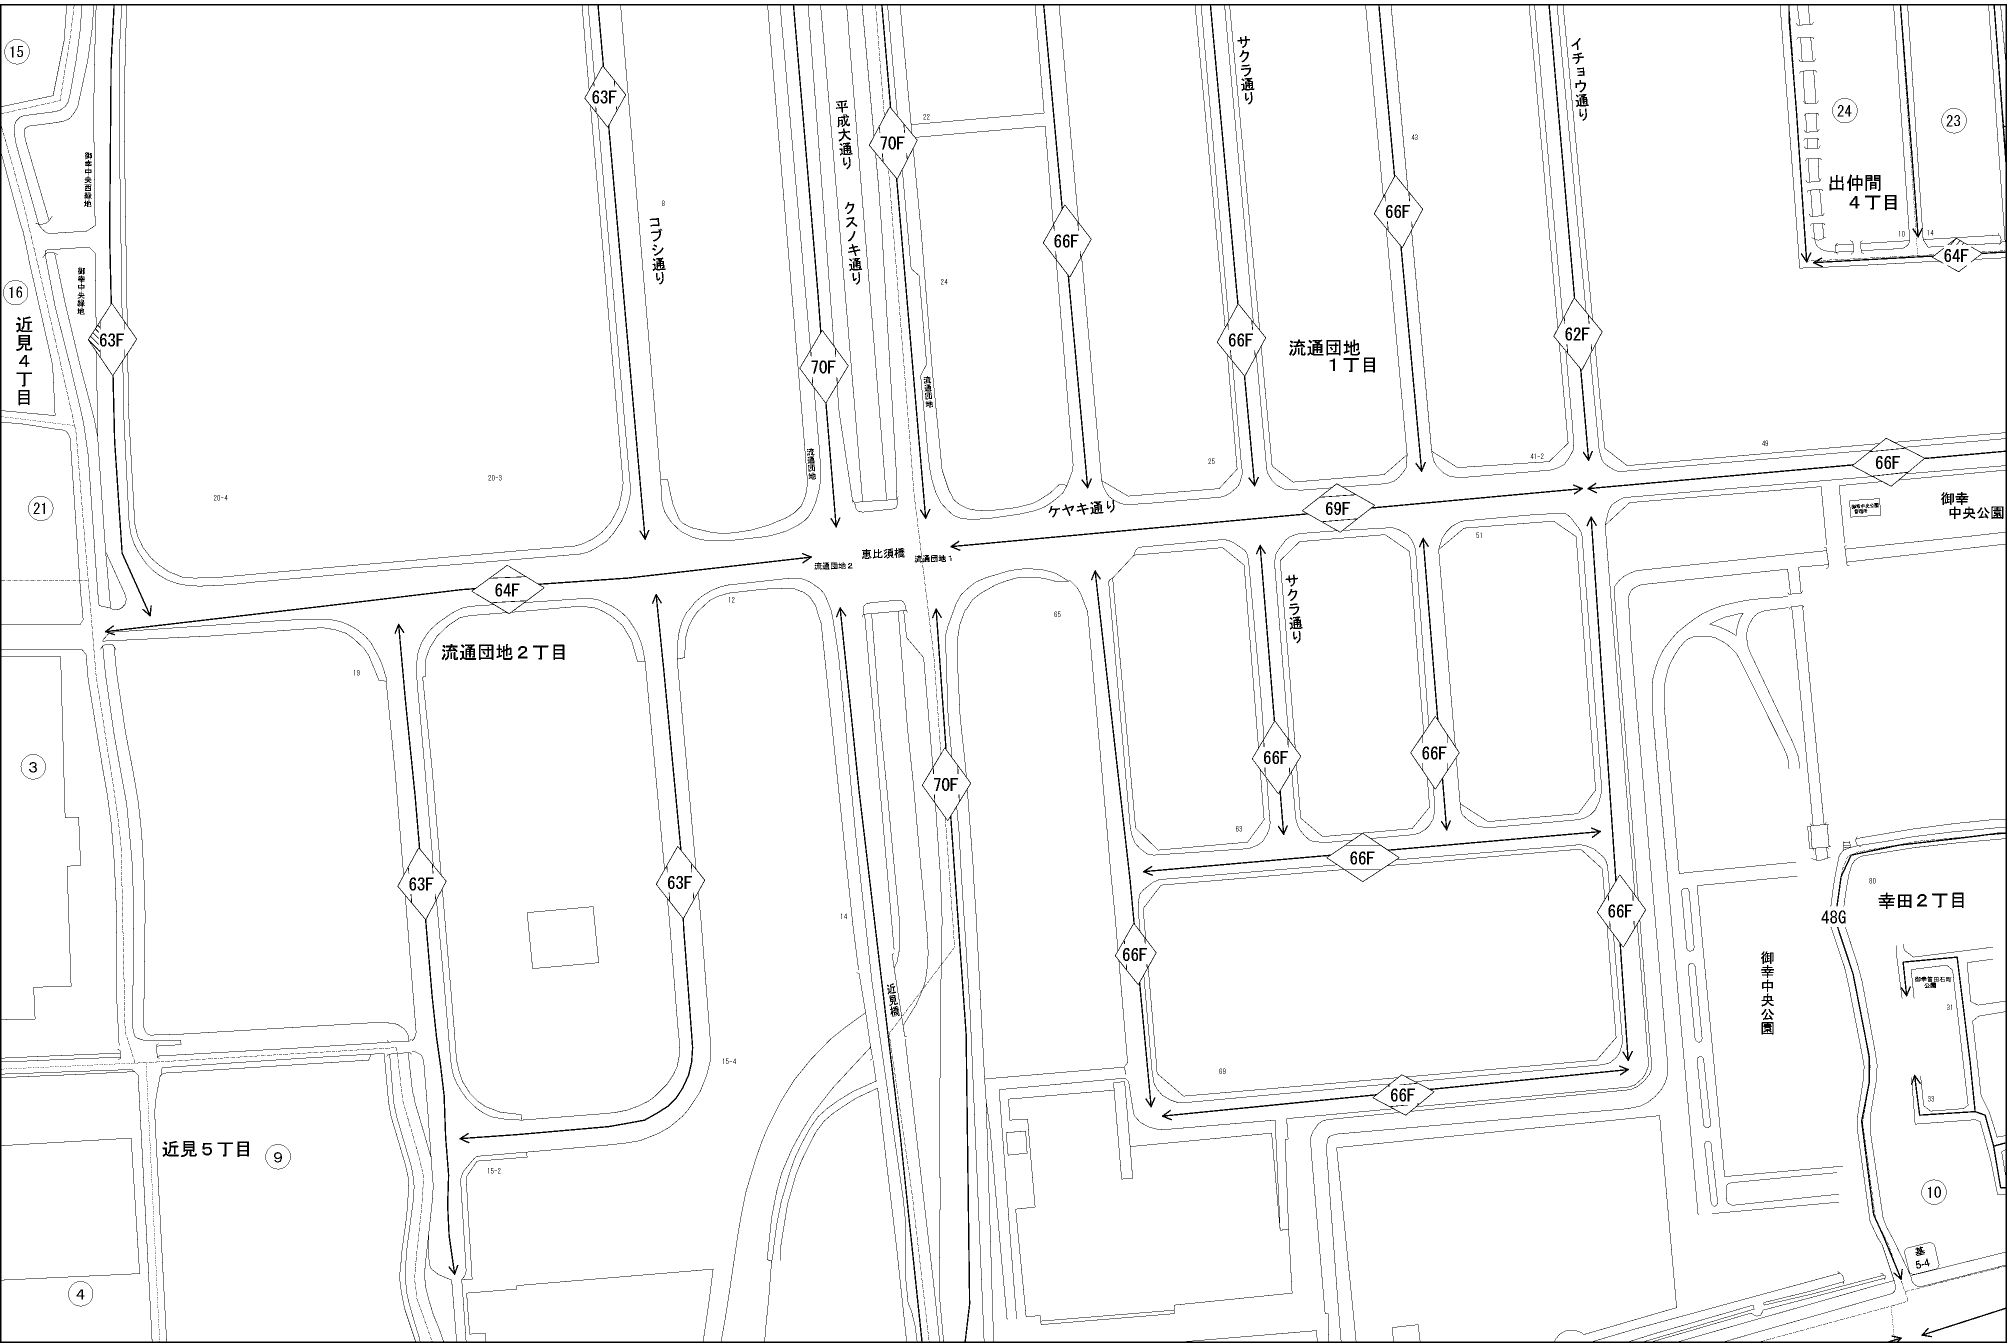 15
63F
コブシ通り
8
平成大通り
クスノキ通り
70F
70F
22
24
66F
サクラ通り
66F
43
66F
イチョウ通り
62F
24
23
出仲間
4丁目
10
14
64F
御幸中央西緑地
御幸中央緑地
16
近見4丁目
63F
流通団地
1丁目
流通団地
流通団地
20-4
20-3
25
41-2
49
66F
21
ケヤキ通り
69F
御幸
中央公園
51
恵比須橋
流通団地2
流通団地1
64F
12
65
サクラ通り
流通団地2丁目
19
3
70F
66F
66F
63
66F
63F
63F
14
66F
66F
80
幸田2丁目
48G
御幸中央公園
近見橋
31
33
15-4
69
66F
近見5丁目
9
15-2
10
基
5-4
4